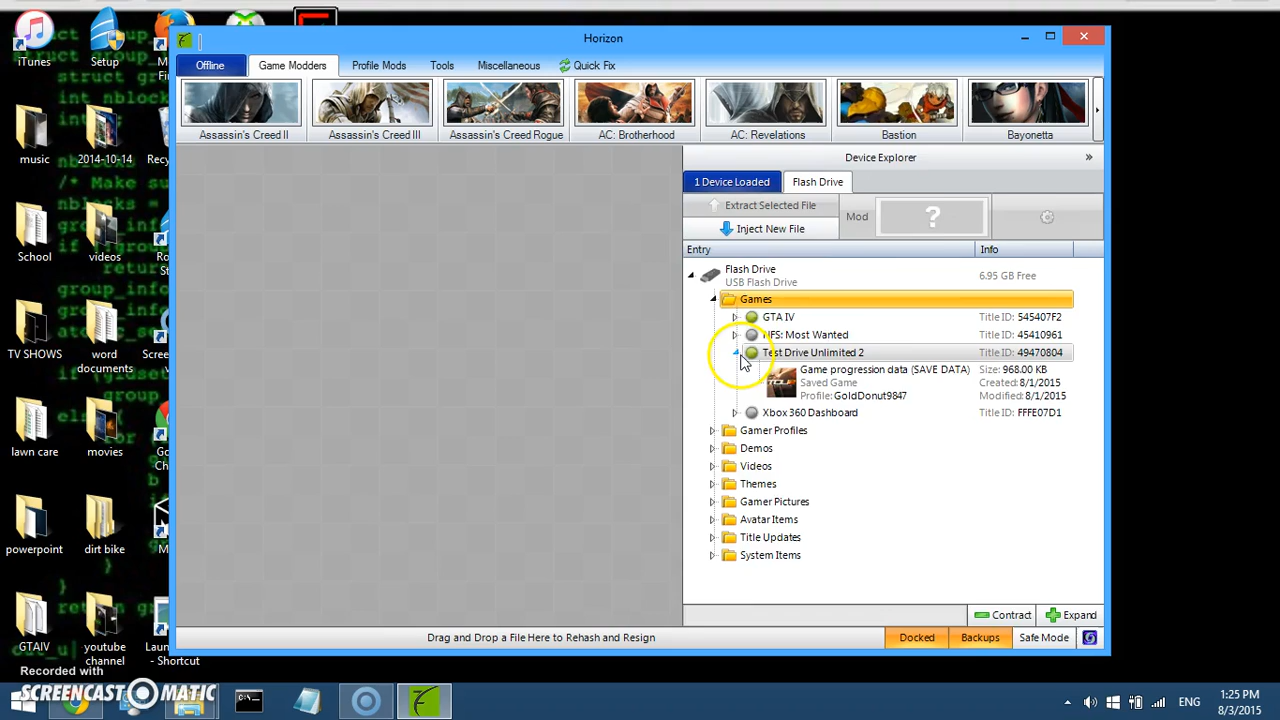 Horizon
Offline
Game Modders
Profile Mods
Tools
Miscellaneous
Quick Fix
Assassin's Creed II
Assassin's Creed III
Assassin's Creed Rogue
AC: Brotherhood
AC: Revelations
Bastion
Bayonetta
Device Explorer
»
1 Device Loaded
Flash Drive
Extract Selected File
Inject New File
Mod
?
Entry
Info
Flash Drive
USB Flash Drive
6.95 GB Free
Games
GTA IV
Title ID: 545407F2
NFS: Most Wanted
Title ID: 45410961
Test Drive Unlimited 2
Title ID: 49470804
Game progression data (SAVE DATA)
Size: 968.00 KB
Saved Game
Created: 8/1/2015
Profile: GoldDonut9847
Modified: 8/1/2015
Xbox 360 Dashboard
Title ID: FFFE07D1
Gamer Profiles
Demos
Videos
Themes
Gamer Pictures
Avatar Items
Title Updates
System Items
Contract
Expand
Drag and Drop a File Here to Rehash and Resign
Docked
Backups
Safe Mode
iTunes
Setup
music
2014-10-14
School
videos
TV SHOWS
word
documents
lawn care
movies
powerpoint
dirt bike
GTAIV
youtube
channel
- Shortcut
Recorded with
SCREENCAST MATIC
ENG
1:25 PM
8/3/2015